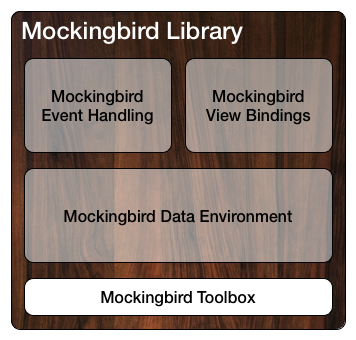 Mockingbird Library
Mockingbird
Event Handling
Mockingbird
View Bindings
Mockingbird Data Environment
Mockingbird Toolbox